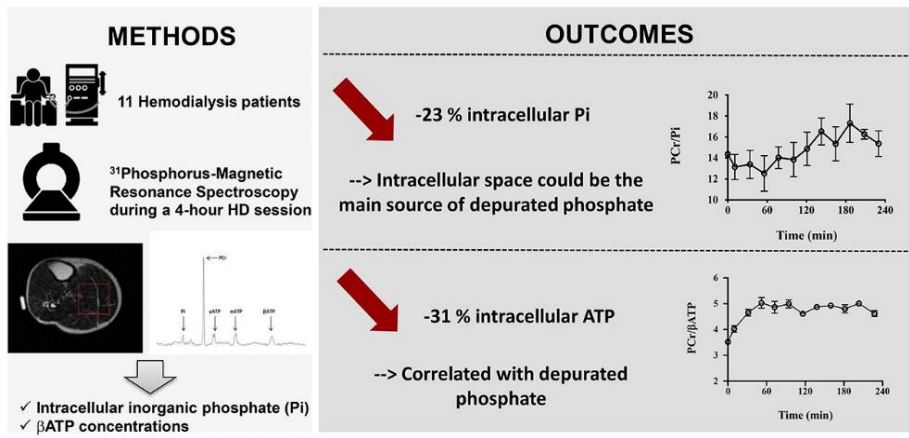 METHODS
11 Hemodialysis patients
³¹Phosphorus-Magnetic
Resonance Spectroscopy
during a 4-hour HD session
PCr
Pi
γATP
αATP
βATP
✓ Intracellular inorganic phosphate (Pi)
✓ βATP concentrations
OUTCOMES
-23 % intracellular Pi
--> Intracellular space could be the
main source of depurated phosphate
PCr/Pi
20
18
16
14
12
10
0 60 120 180 240
Time (min)
-31 % intracellular ATP
--> Correlated with depurated
phosphate
PCr/βATP
6
5
4
3
2
0 60 120 180 240
Time (min)